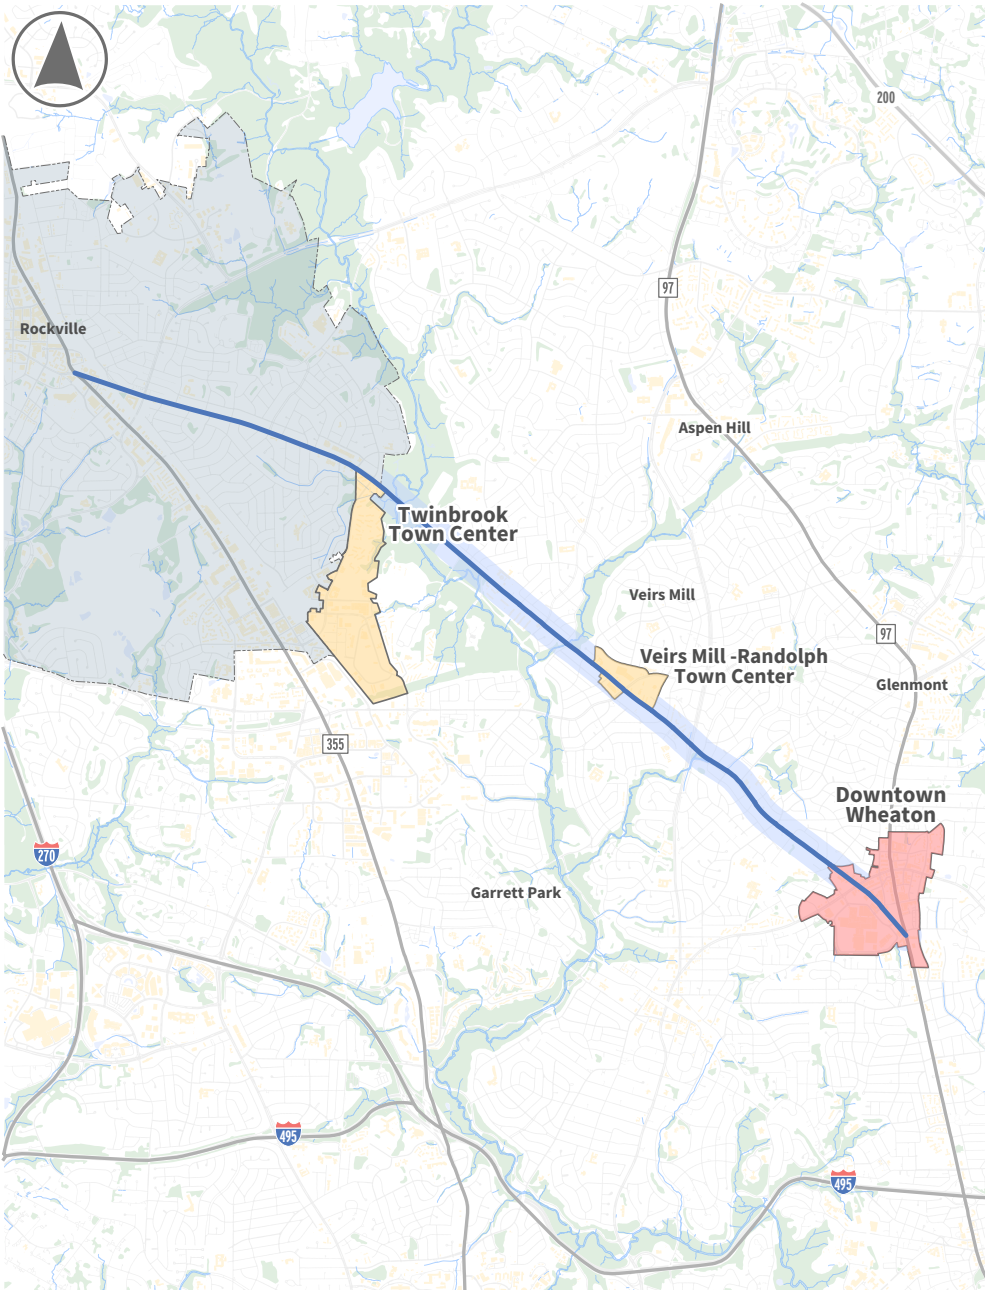 200
97
Rockville
Aspen Hill
Twinbrook
Town Center
Veirs Mill
97
Veirs Mill -Randolph
Town Center
Glenmont
355
Downtown
Wheaton
270
Garrett Park
495
495